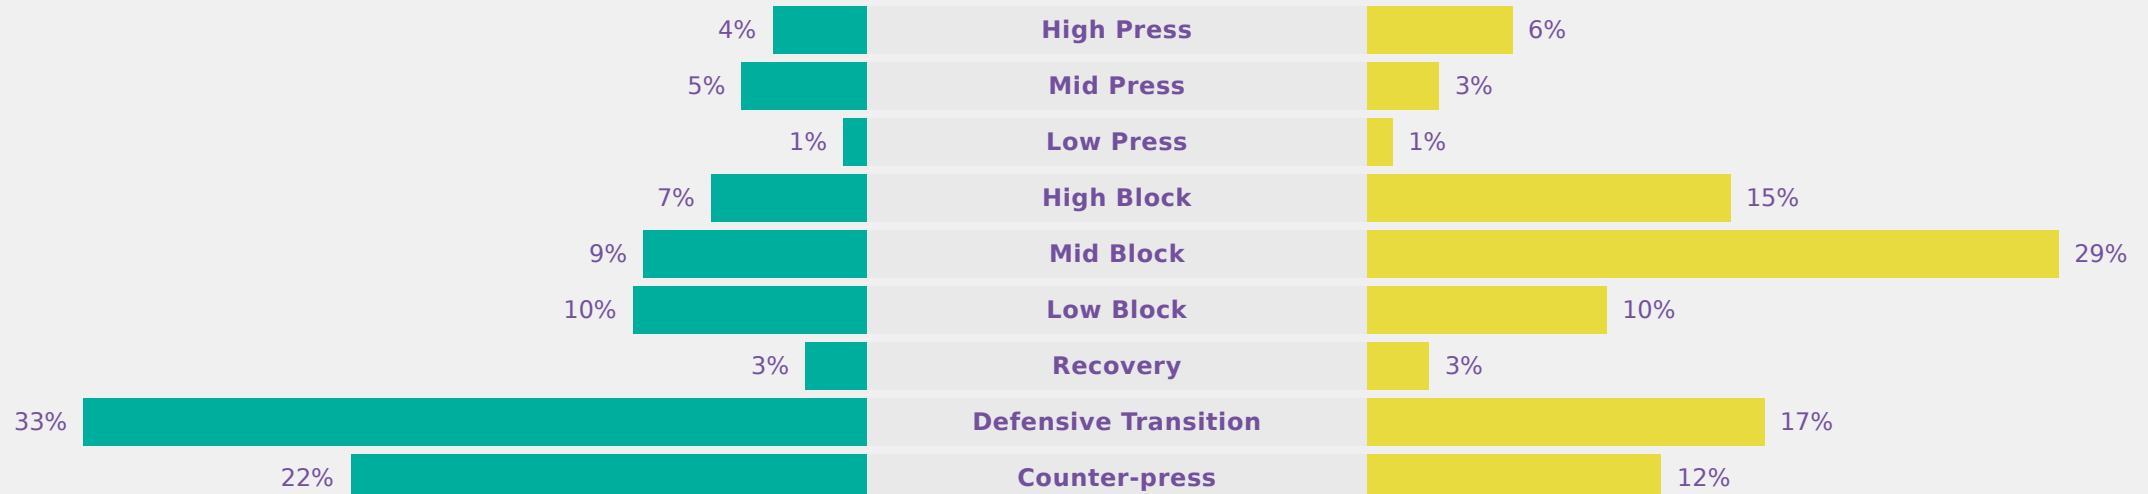 4% High Press 6%
5% Mid Press 3%
1% Low Press 1%
7% High Block 15%
9% Mid Block 29%
10% Low Block 10%
3% Recovery 3%
33% Defensive Transition 17%
22% Counter-press 12%